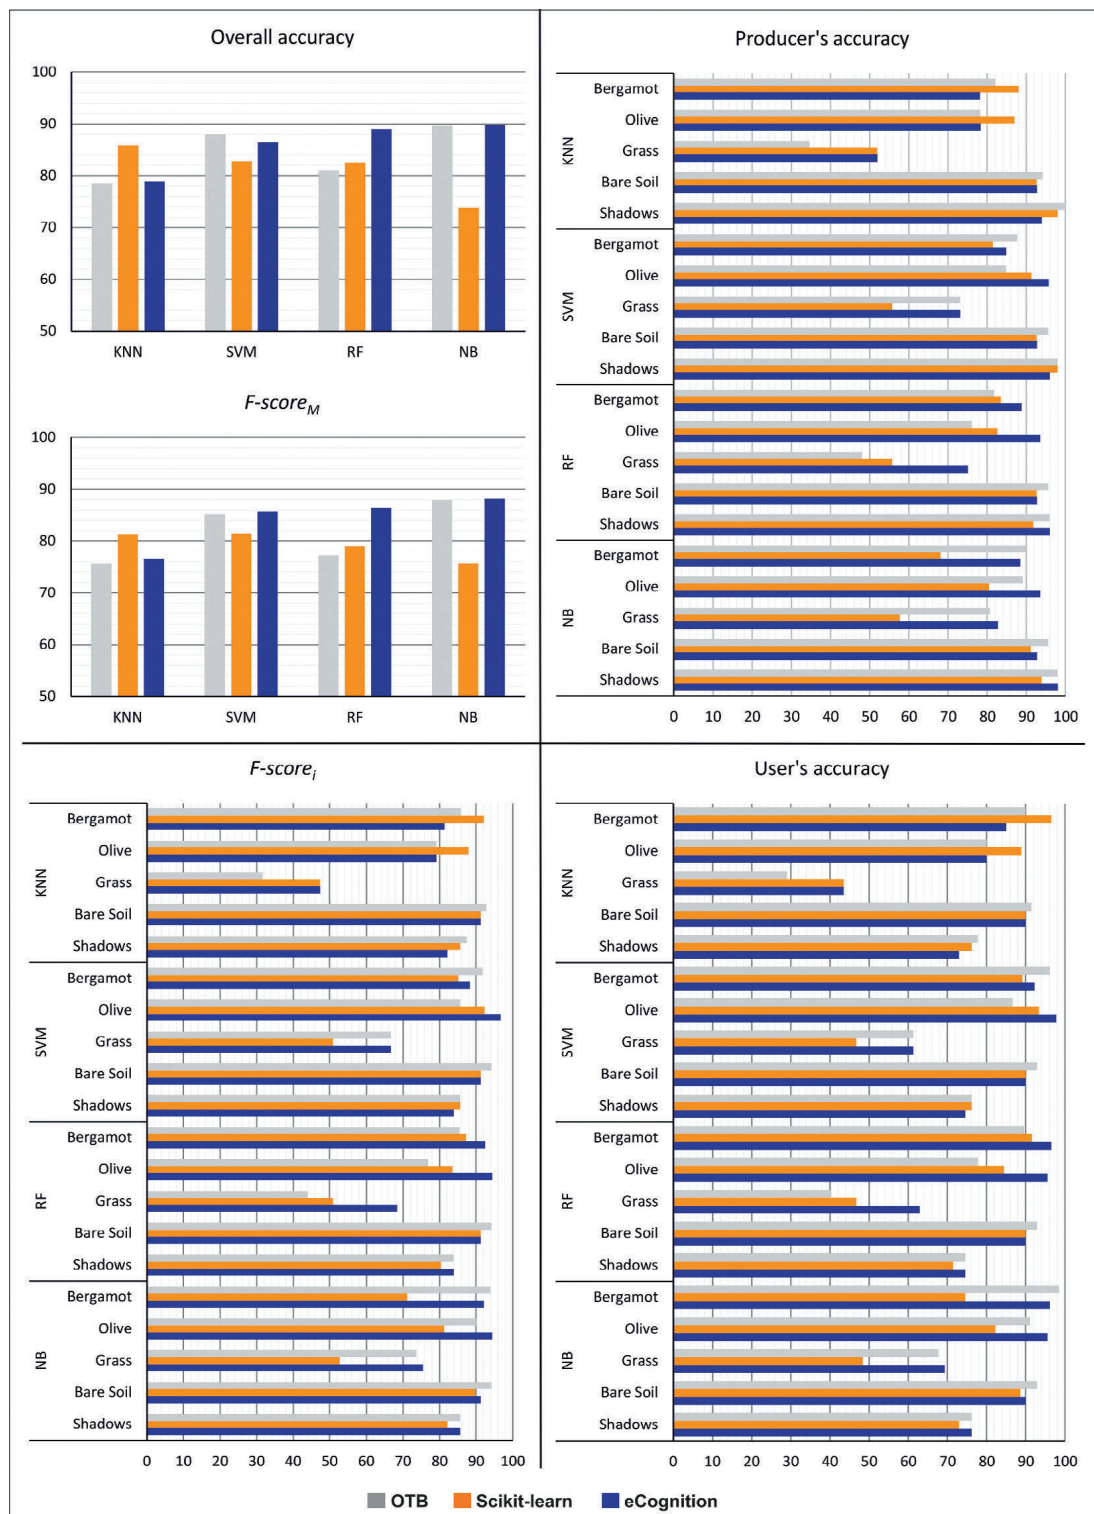 Overall accuracy
100
90
80
70
60
50
KNN SVM RF NB
F-score_M
100
90
80
70
60
50
KNN SVM RF NB
Producer's accuracy
KNN
Bergamot
Olive
Grass
Bare Soil
Shadows
SVM
Bergamot
Olive
Grass
Bare Soil
Shadows
RF
Bergamot
Olive
Grass
Bare Soil
Shadows
NB
Bergamot
Olive
Grass
Bare Soil
Shadows
0 10 20 30 40 50 60 70 80 90 100
F-score_i
KNN
Bergamot
Olive
Grass
Bare Soil
Shadows
SVM
Bergamot
Olive
Grass
Bare Soil
Shadows
RF
Bergamot
Olive
Grass
Bare Soil
Shadows
NB
Bergamot
Olive
Grass
Bare Soil
Shadows
0 10 20 30 40 50 60 70 80 90 100
User's accuracy
KNN
Bergamot
Olive
Grass
Bare Soil
Shadows
SVM
Bergamot
Olive
Grass
Bare Soil
Shadows
RF
Bergamot
Olive
Grass
Bare Soil
Shadows
NB
Bergamot
Olive
Grass
Bare Soil
Shadows
0 10 20 30 40 50 60 70 80 90 100
OTB Scikit-learn eCognition